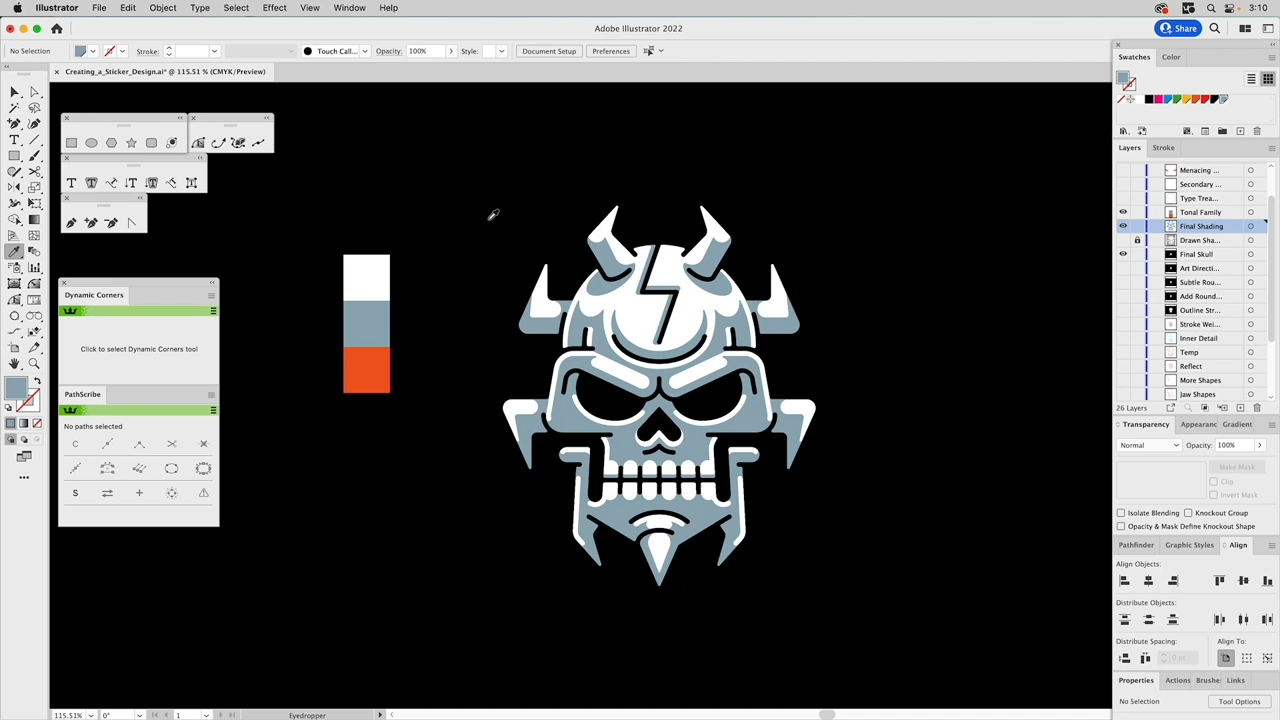 Illustrator File Edit Object Type Select Effect View Window Help 3:10
Adobe Illustrator 2022
Share
No Selection Stroke: Touch Call... Opacity: 100% Style: Document Setup Preferences
Creating_a_Sticker_Design.ai* @ 115.51 % (CMYK/Preview)
Swatches Color
Layers Stroke
Menacing ...
Secondary ...
Type Trea...
Tonal Family
Final Shading
Drawn Sha...
Final Skull
Art Directi...
Subtle Rou...
Add Round...
Outline Str...
Stroke Wei...
Inner Detail
Temp
Reflect
More Shapes
Jaw Shapes
26 Layers
Dynamic Corners
Click to select Dynamic Corners tool
PathScribe
No paths selected
Transparency Appearanc Gradient
Normal Opacity: 100%
Make Mask
Clip
Invert Mask
Isolate Blending Knockout Group
Opacity & Mask Define Knockout Shape
Pathfinder Graphic Styles Align
Align Objects:
Distribute Objects:
Distribute Spacing: Align To:
0 pt
Properties Actions Brushe Links
No Selection Tool Options
115.51% 0° 1 Eyedropper